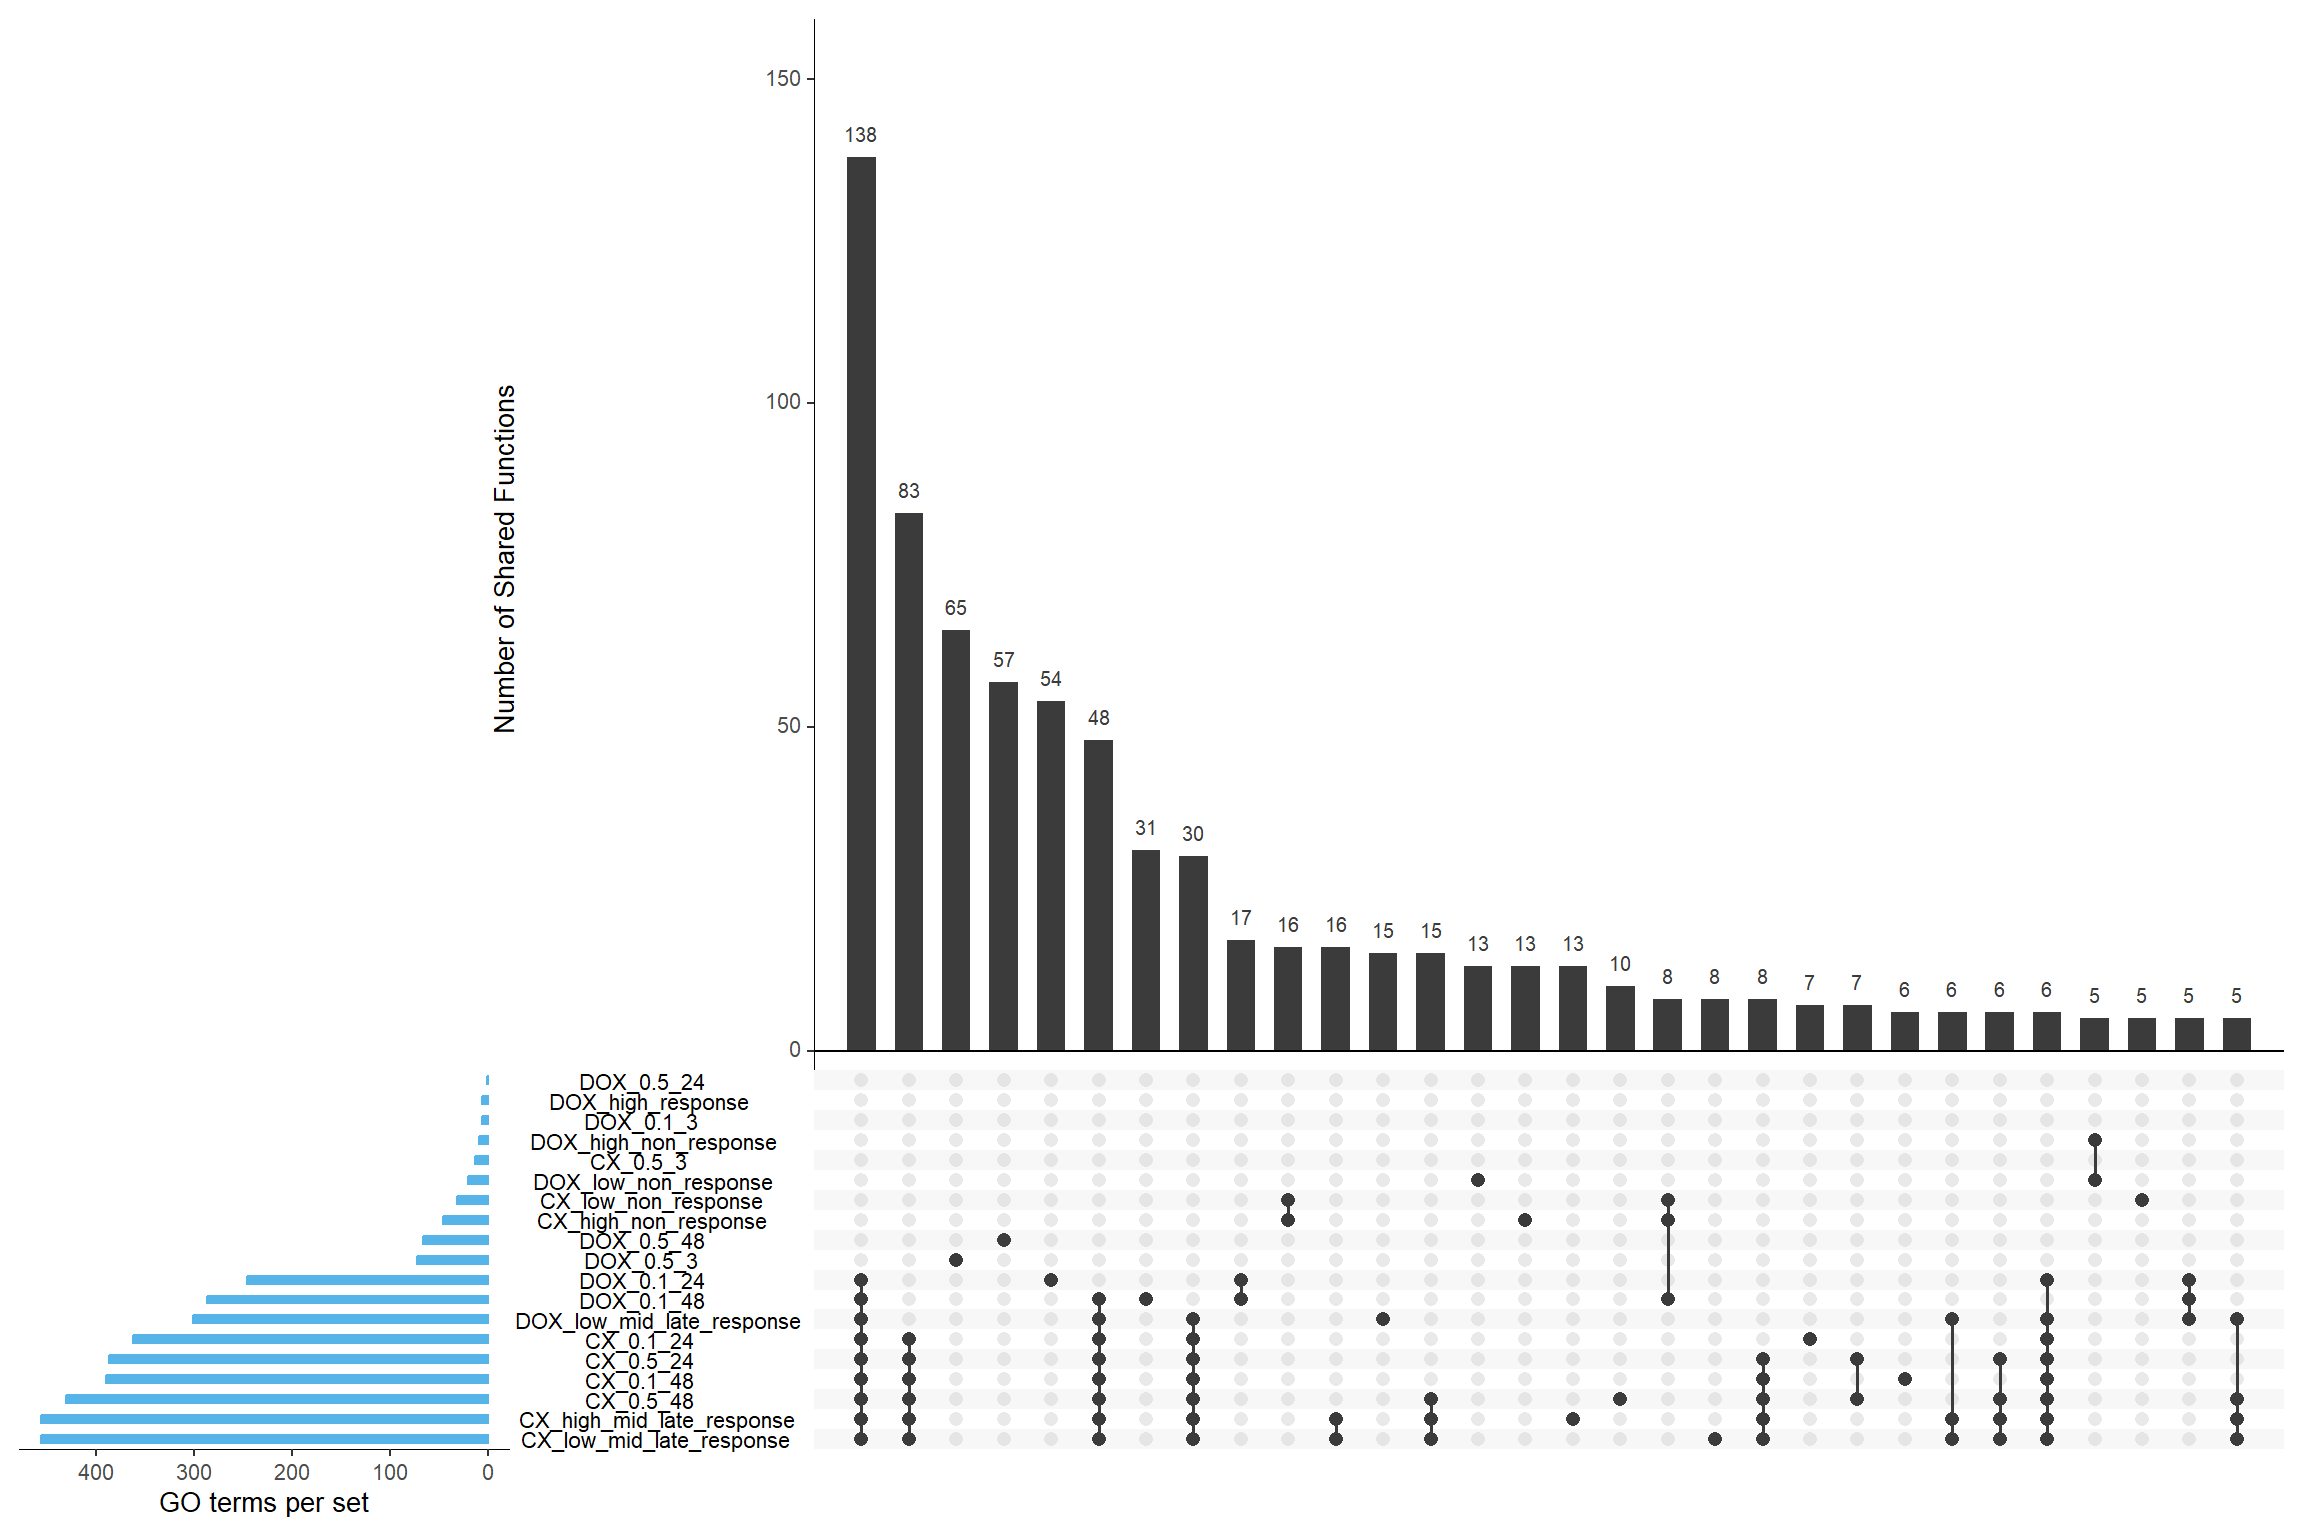 150
100
50
0
Number of Shared Functions
138
83
65
57
54
48
31
30
17
16
16
15
15
13
13
13
10
8
8
8
7
7
6
6
6
6
5
5
5
5
DOX_0.5_24
DOX_high_response
DOX_0.1_3
DOX_high_non_response
CX_0.5_3
DOX_low_non_response
CX_low_non_response
CX_high_non_response
DOX_0.5_48
DOX_0.5_3
DOX_0.1_24
DOX_0.1_48
DOX_low_mid_late_response
CX_0.1_24
CX_0.5_24
CX_0.1_48
CX_0.5_48
CX_high_mid_late_response
CX_low_mid_late_response
400 300 200 100 0
GO terms per set